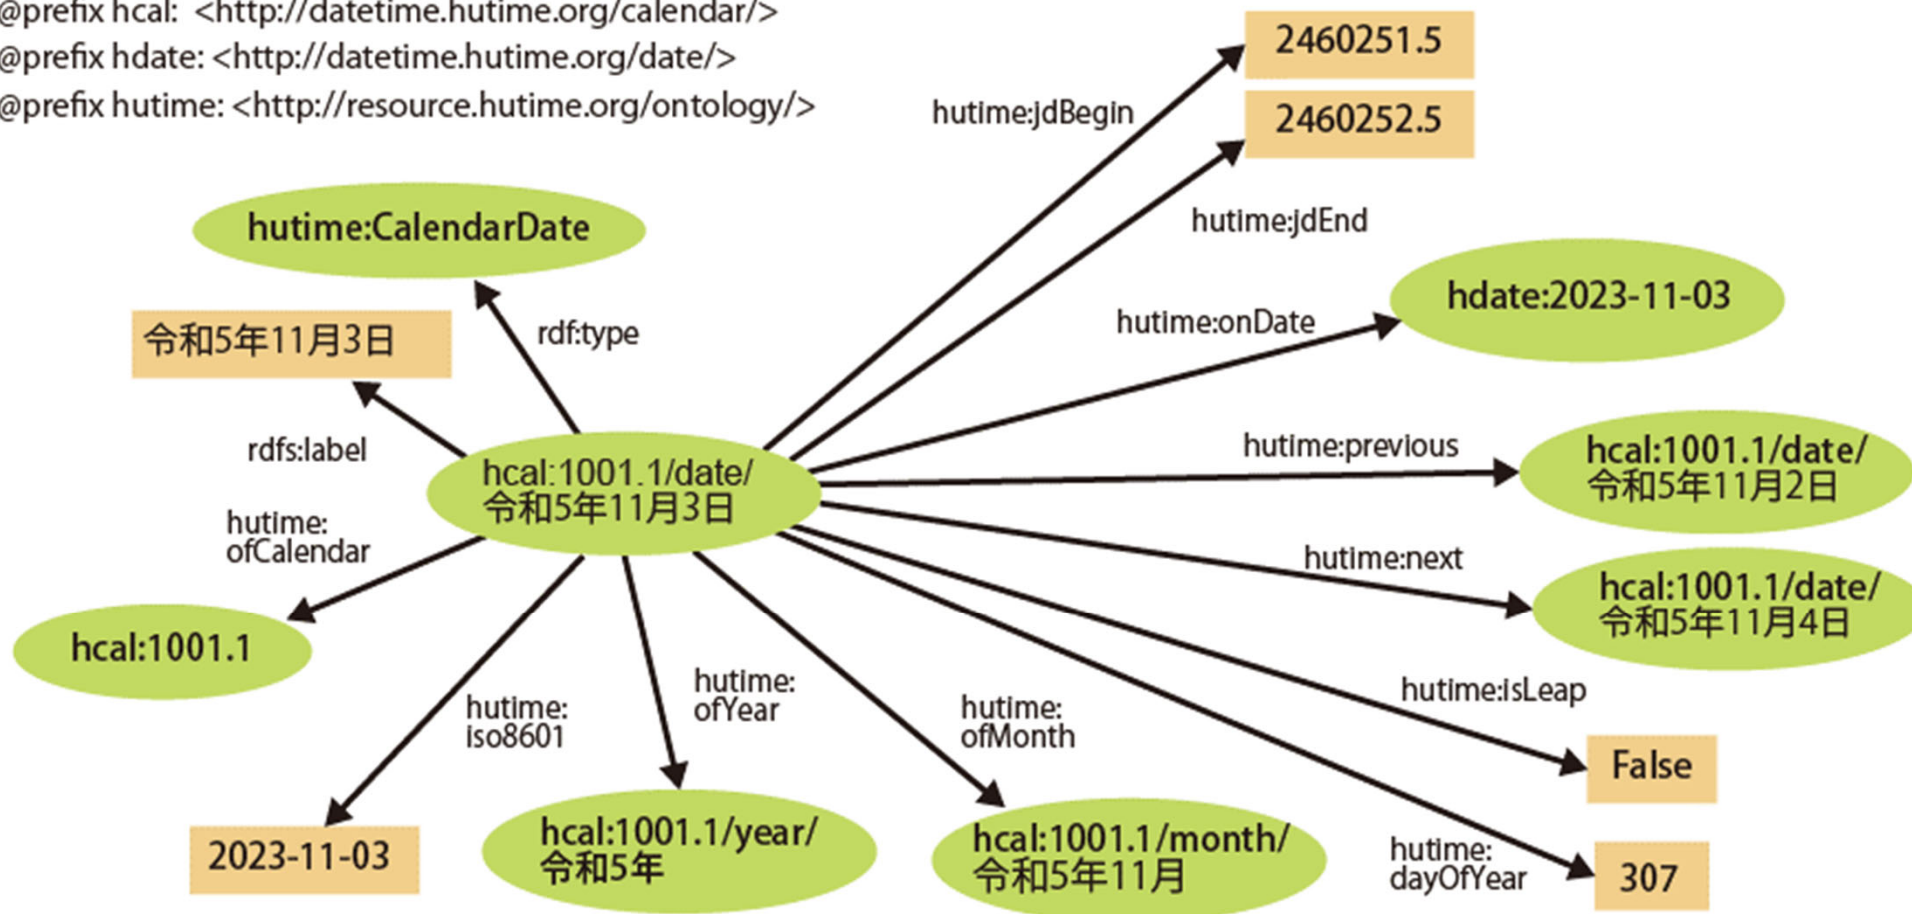 @prefix hcal: <http://datetime.hutime.org/calendar/>
@prefix hdate: <http://datetime.hutime.org/date/>
@prefix hutime: <http://resource.hutime.org/ontology/>
2460251.5
hutime:jdBegin
2460252.5
hutime:jdEnd
hutime:CalendarDate
hdate:2023-11-03
hutime:onDate
rdf:type
令和5年11月3日
rdfs:label
hutime:previous
hcal:1001.1/date/
令和5年11月2日
hcal:1001.1/date/
令和5年11月3日
hutime:
ofCalendar
hutime:next
hcal:1001.1/date/
令和5年11月4日
hcal:1001.1
hutime:
iso8601
hutime:
ofYear
hutime:
ofMonth
hutime:isLeap
False
2023-11-03
hcal:1001.1/year/
令和5年
hcal:1001.1/month/
令和5年11月
hutime:
dayOfYear
307